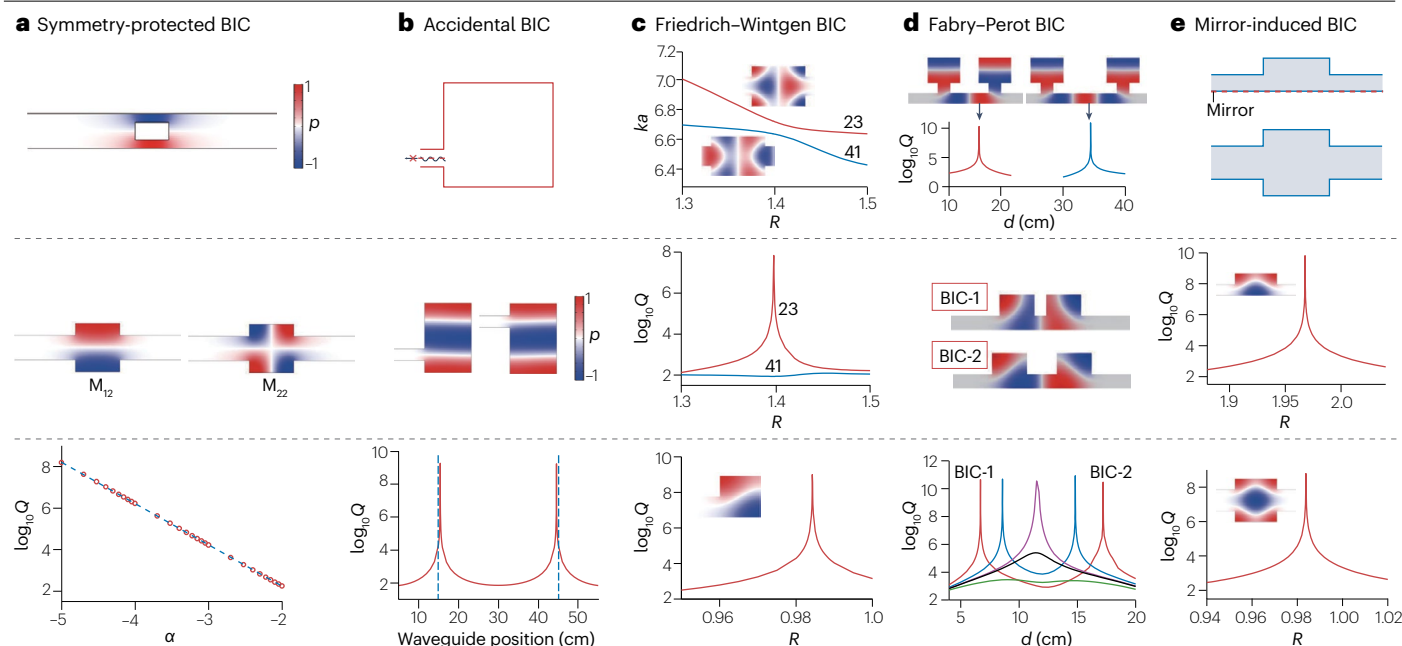 a Symmetry-protected BIC
1
p
–1
M12
M22
1
p
–1
log10Q
8
6
4
2
–5
–4
–3
–2
α
b Accidental BIC
10
8
6
4
2
log10Q
10
20
30
40
50
Waveguide position (cm)
c Friedrich–Wintgen BIC
7.2
7.0
6.8
6.6
6.4
ka
23
41
1.3
1.4
1.5
R
8
6
4
2
log10Q
23
41
1.3
1.4
1.5
R
10
8
6
4
2
log10Q
0.96
0.98
1.0
R
d Fabry–Perot BIC
10
5
0
log10Q
10
20
30
40
d (cm)
BIC-1
BIC-2
12
10
8
6
4
2
log10Q
BIC-1
BIC-2
5
10
15
20
d (cm)
e Mirror-induced BIC
Mirror
10
8
6
4
2
log10Q
1.9
1.95
2.0
R
8
6
4
2
log10Q
0.94
0.96
0.98
1.00
1.02
R